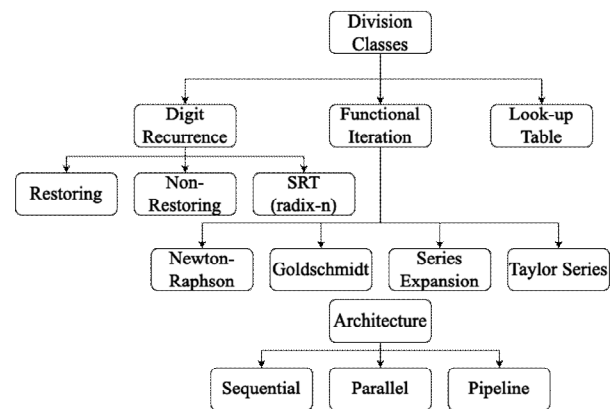 Division
Classes
Digit
Recurrence
Functional
Iteration
Look-up
Table
Restoring
Non-
Restoring
SRT
(radix-n)
Newton-
Raphson
Goldschmidt
Series
Expansion
Taylor Series
Architecture
Sequential
Parallel
Pipeline